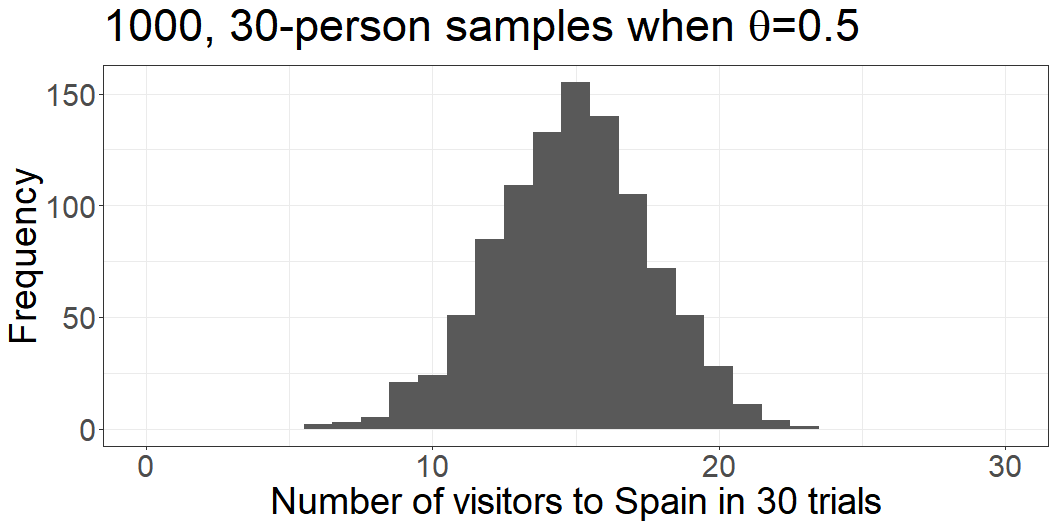 1000, 30-person samples when θ=0.5
Frequency
150
100
50
0
0 10 20 30
Number of visitors to Spain in 30 trials